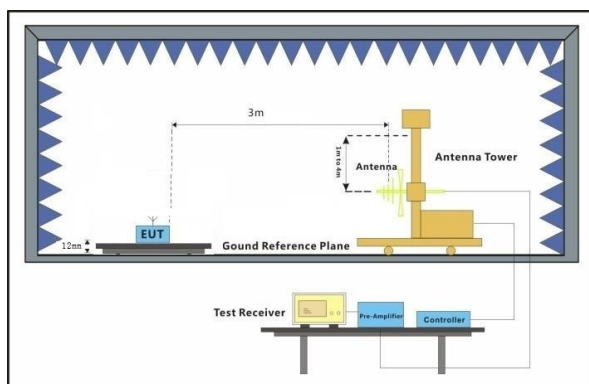 3m
1m to 4m
Antenna
Antenna Tower
EUT
12mm
Gound Reference Plane
Test Receiver
Pre-Amplifier
Controller